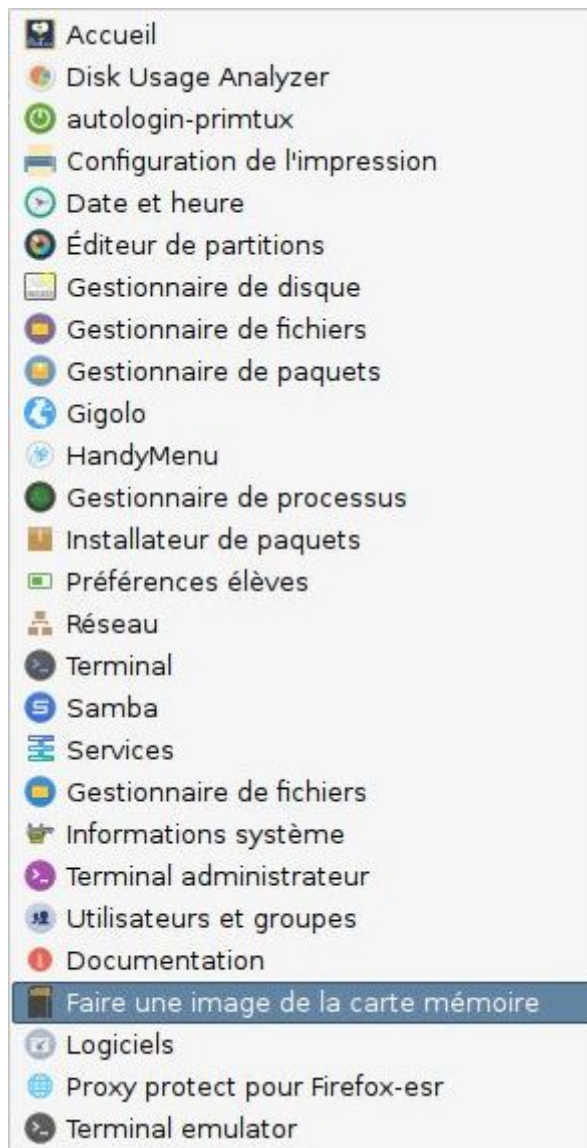 Accueil
Disk Usage Analyzer
autologin-primtux
Configuration de l'impression
Date et heure
Éditeur de partitions
Gestionnaire de disque
Gestionnaire de fichiers
Gestionnaire de paquets
Gigolo
HandyMenu
Gestionnaire de processus
Installateur de paquets
Préférences élèves
Réseau
Terminal
Samba
Services
Gestionnaire de fichiers
Informations système
Terminal administrateur
Utilisateurs et groupes
Documentation
Faire une image de la carte mémoire
Logiciels
Proxy protect pour Firefox-esr
Terminal emulator